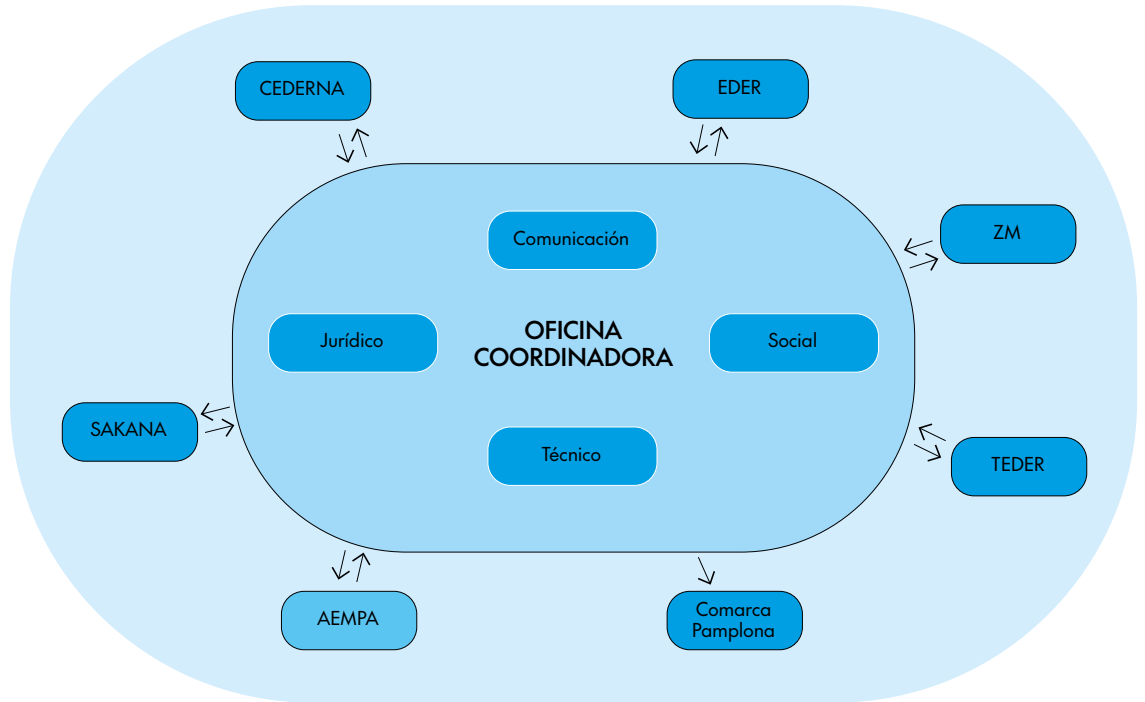 CEDERNA
EDER
ZM
Comunicación
Jurídico
OFICINA
COORDINADORA
Social
SAKANA
Técnico
TEDER
AEMPA
Comarca
Pamplona